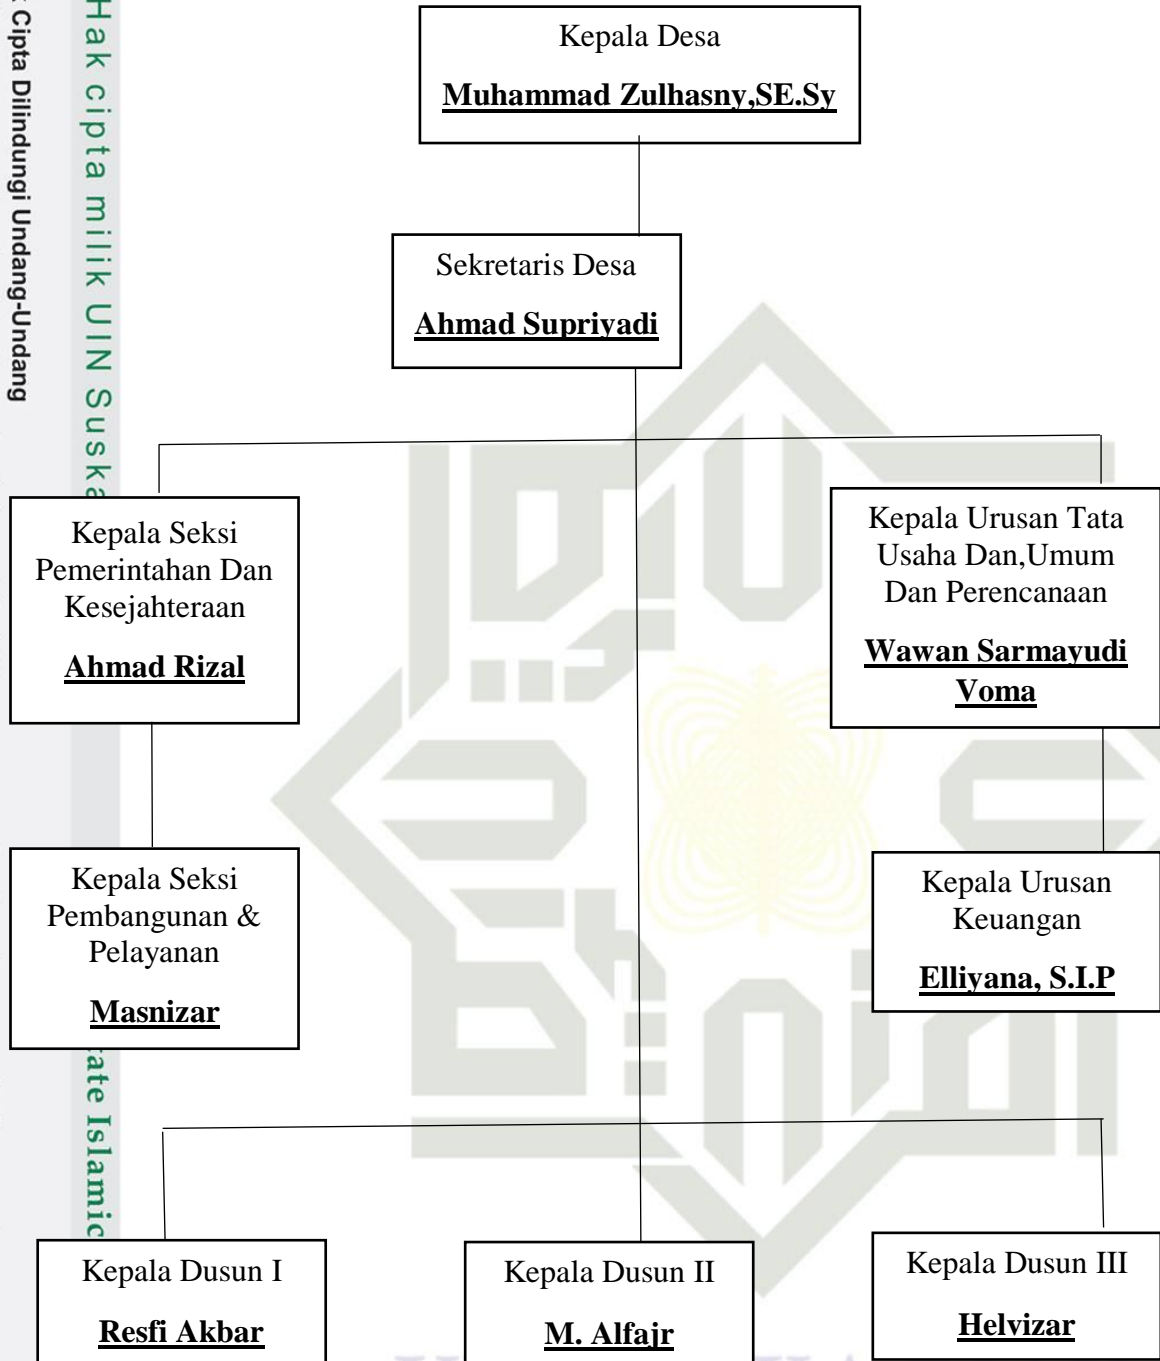 Kepala Desa
Muhammad Zulhasny,SE.Sy
Sekretaris Desa
Ahmad Supriyadi
Kepala Seksi
Pemerintahan Dan
Kesejahteraan
Ahmad Rizal
Kepala Urusan Tata
Usaha Dan,Umum
Dan Perencanaan
Wawan Sarmayudi
Voma
Kepala Seksi
Pembangunan &
Pelayanan
Masnizar
Kepala Urusan
Keuangan
Elliyana, S.I.P
Kepala Dusun I
Resfi Akbar
Kepala Dusun II
M. Alfajr
Kepala Dusun III
Helvizar
Cipta Dilindungi Undang-Undang
Hak cipta milik UIN Suska
ate Islamic